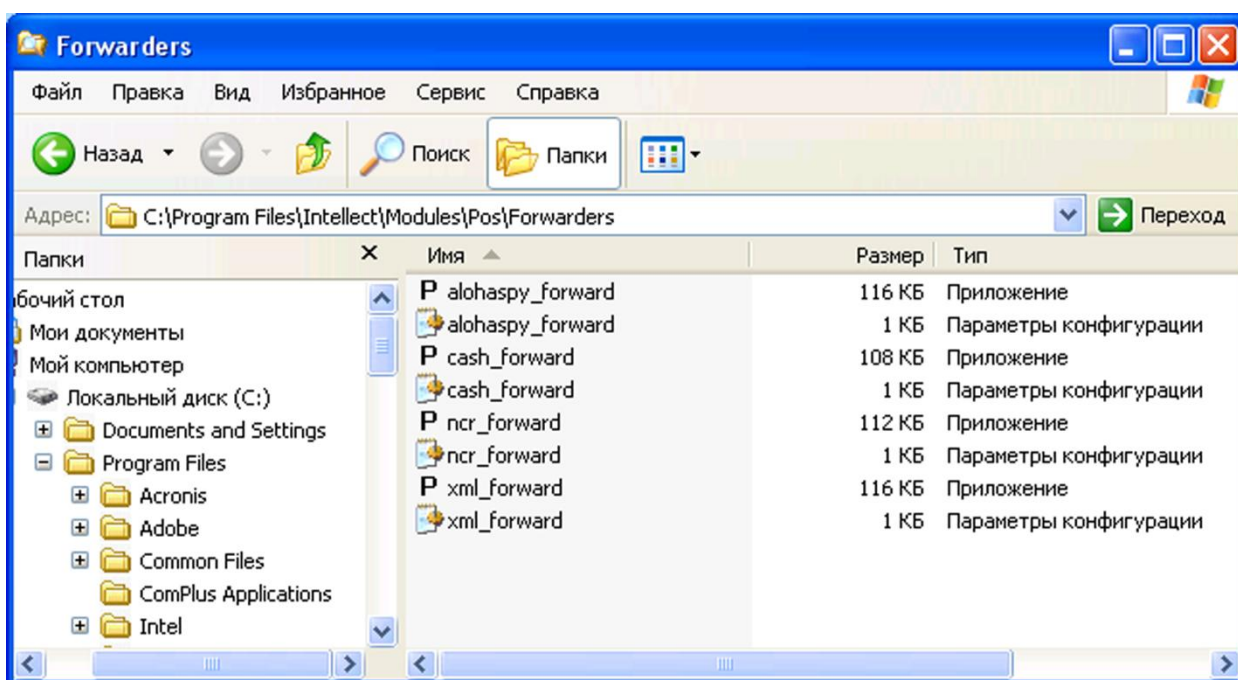 Forwarders
Файл Правка Вид Избранное Сервис Справка
Назад Поиск Папки
Адрес: C:\Program Files\Intellect\Modules\Pos\Forwarders Переход
Папки X Имя Размер Тип
бочий стол
Мои документы
Мой компьютер
Локальный диск (C:)
Documents and Settings
Program Files
Acronis
Adobe
Common Files
ComPlus Applications
Intel
P alohaspy_forward 116 КБ Приложение
alohaspy_forward 1 КБ Параметры конфигурации
P cash_forward 108 КБ Приложение
cash_forward 1 КБ Параметры конфигурации
P ncr_forward 112 КБ Приложение
ncr_forward 1 КБ Параметры конфигурации
P xml_forward 116 КБ Приложение
xml_forward 1 КБ Параметры конфигурации